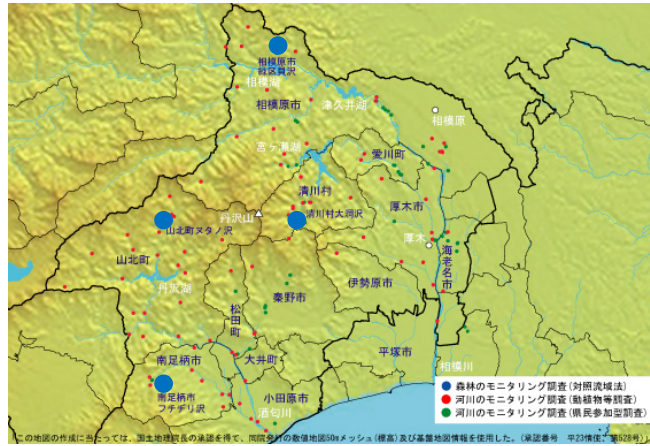 相模原市
緑区貝沢
相模湖
相模原市
津久井湖
相模原
宮ヶ瀬湖
愛川町
清川村
清川村大洞沢
丹沢山
山北町ヌタノ沢
厚木市
厚木
海老名市
山北町
丹沢湖
秦野市
伊勢原市
松田町
大井町
平塚市
南足柄市
南足柄市
フチヂリ沢
小田原市
酒匂川
相模川
森林のモニタリング調査(対照流域法)
河川のモニタリング調査(動植物等調査)
河川のモニタリング調査(県民参加型調査)
「この地図の作成に当たっては、国土地理院長の承認を得て、同院発行の数値地図50mメッシュ(標高)及び基盤地図情報を使用した。(承認番号 平23情使、第528号)」